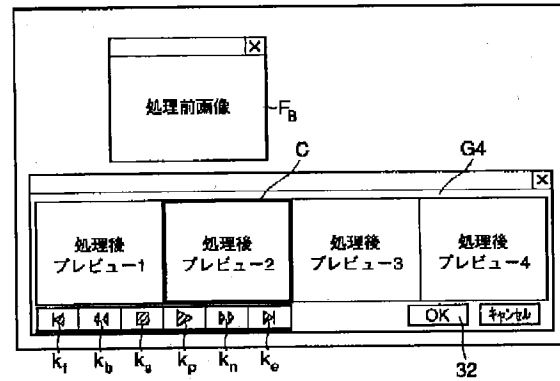 処理前画像
F_B
C
G4
処理後 プレビュー1
処理後 プレビュー2
処理後 プレビュー3
処理後 プレビュー4
OK
キャンセル
k_f k_b k_s k_p k_n k_e
32